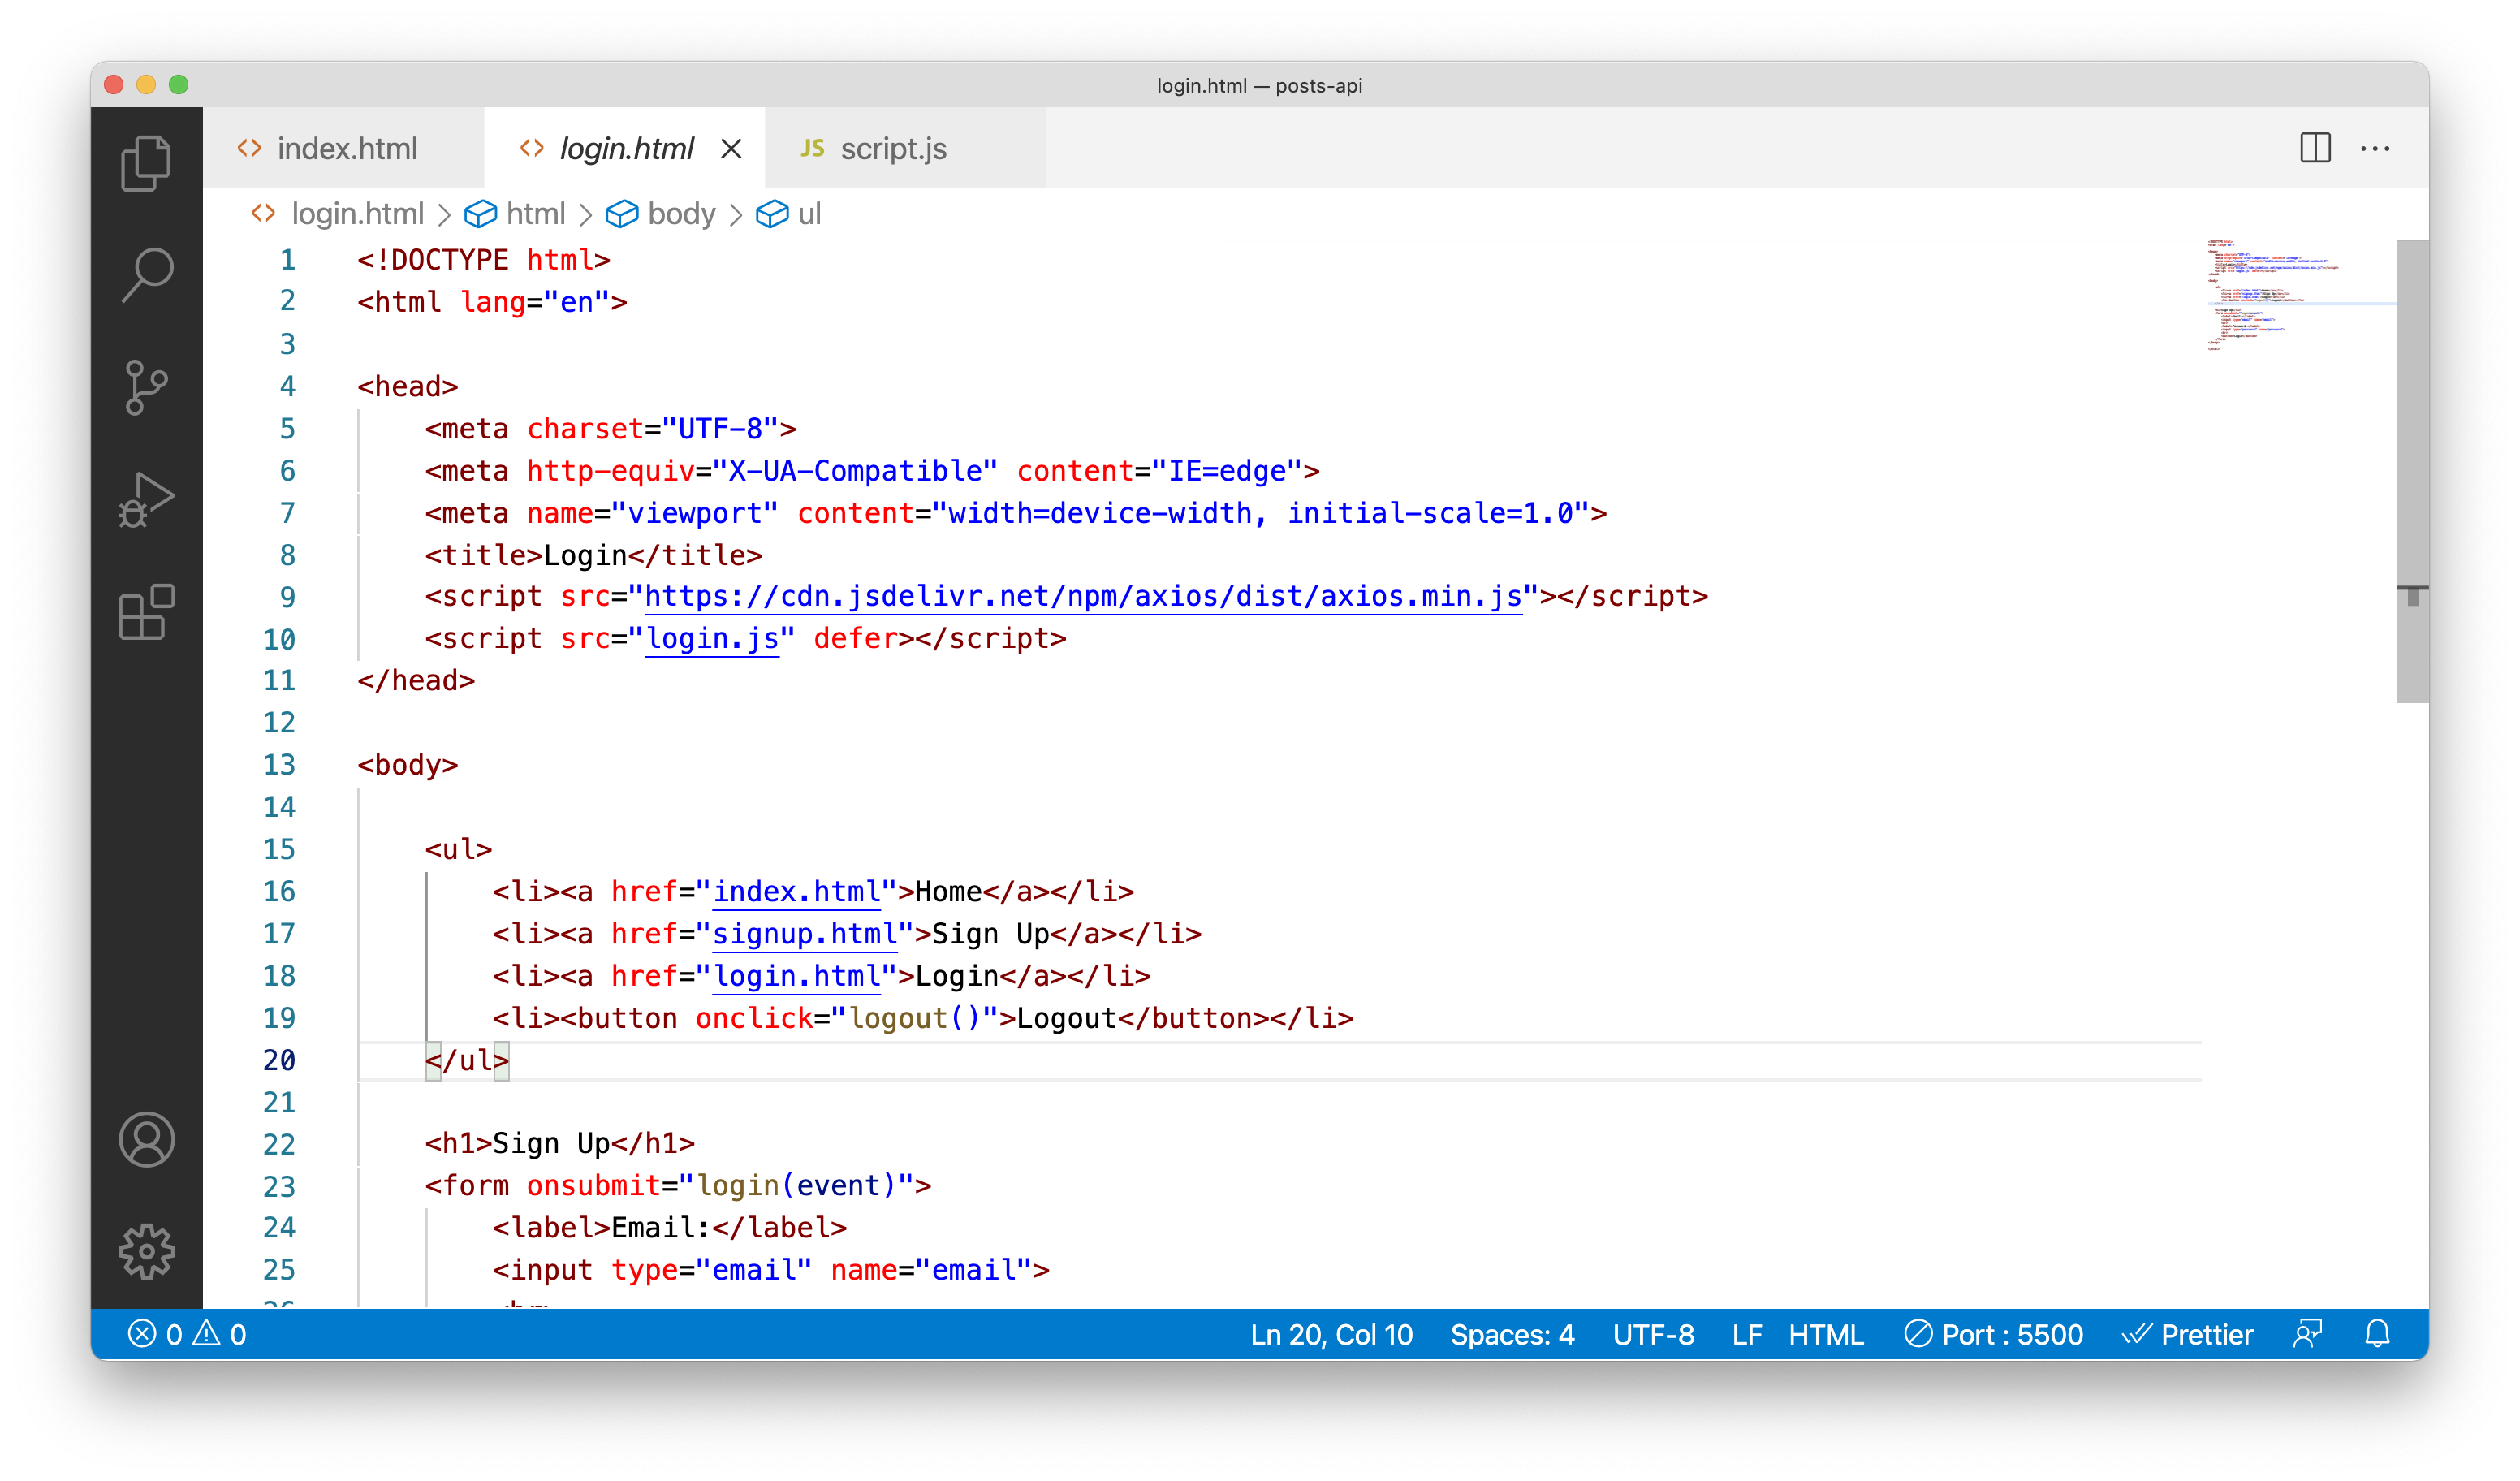 login.html — posts-api
index.html login.html JS script.js
login.html > html > body > ul
1 <!DOCTYPE html>
2 <html lang="en">
3
4 <head>
5 <meta charset="UTF-8">
6 <meta http-equiv="X-UA-Compatible" content="IE=edge">
7 <meta name="viewport" content="width=device-width, initial-scale=1.0">
8 <title>Login</title>
9 <script src="https://cdn.jsdelivr.net/npm/axios/dist/axios.min.js"></script>
10 <script src="login.js" defer></script>
11 </head>
12
13 <body>
14
15 <ul>
16 <li><a href="index.html">Home</a></li>
17 <li><a href="signup.html">Sign Up</a></li>
18 <li><a href="login.html">Login</a></li>
19 <li><button onclick="logout()">Logout</button></li>
20 </ul>
21
22 <h1>Sign Up</h1>
23 <form onsubmit="login(event)">
24 <label>Email:</label>
25 <input type="email" name="email">
0 0 Ln 20, Col 10 Spaces: 4 UTF-8 LF HTML Port : 5500 Prettier